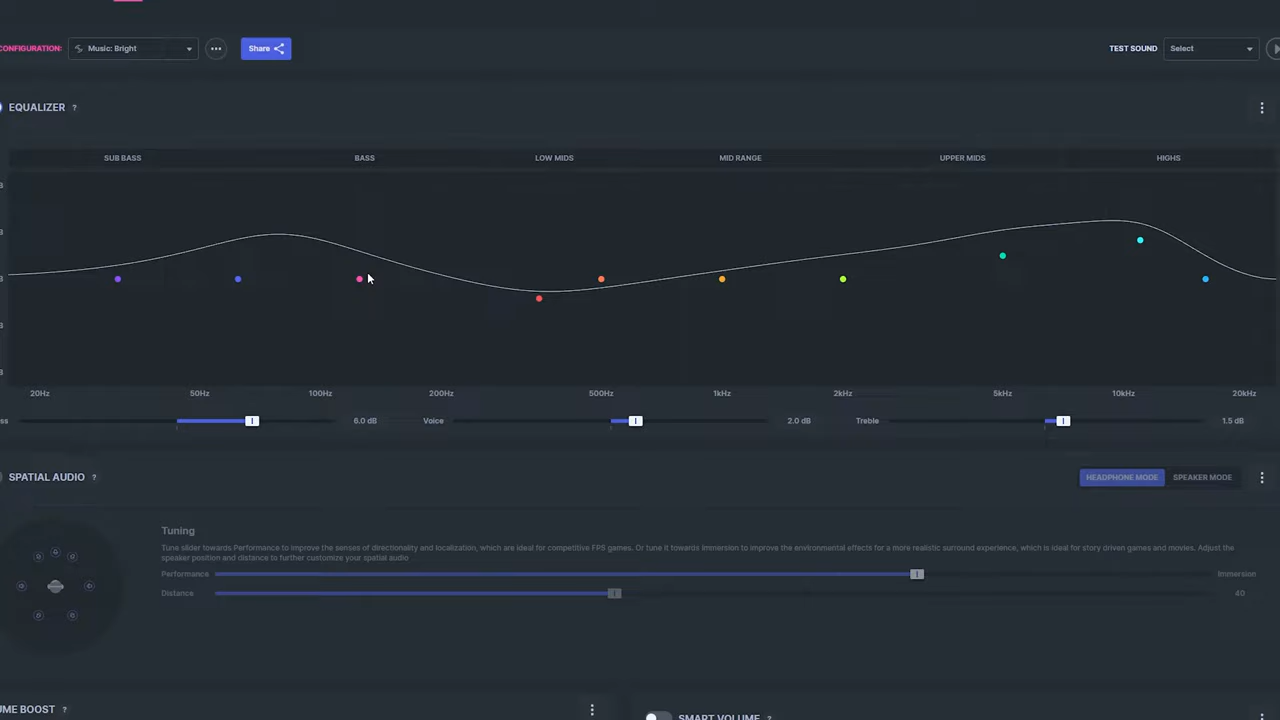 CONFIGURATION: Music: Bright Share TEST SOUND Select
EQUALIZER ?
SUB BASS BASS LOW MIDS MID RANGE UPPER MIDS HIGHS
20Hz 50Hz 100Hz 200Hz 500Hz 1kHz 2kHz 5kHz 10kHz 20kHz
ss 6.0 dB Voice 2.0 dB Treble 1.5 dB
SPATIAL AUDIO ? HEADPHONE MODE SPEAKER MODE
Tuning
Tune slider towards Performance to improve the senses of directionality and localization, which are ideal for competitive FPS games. Or tune it towards Immersion to improve the environmental effects for a more realistic surround experience, which is ideal for story driven games and movies. Adjust the
speaker position and distance to further customize your spatial audio
Performance Immersion
Distance 40
UME BOOST ? SMART VOLUME ?